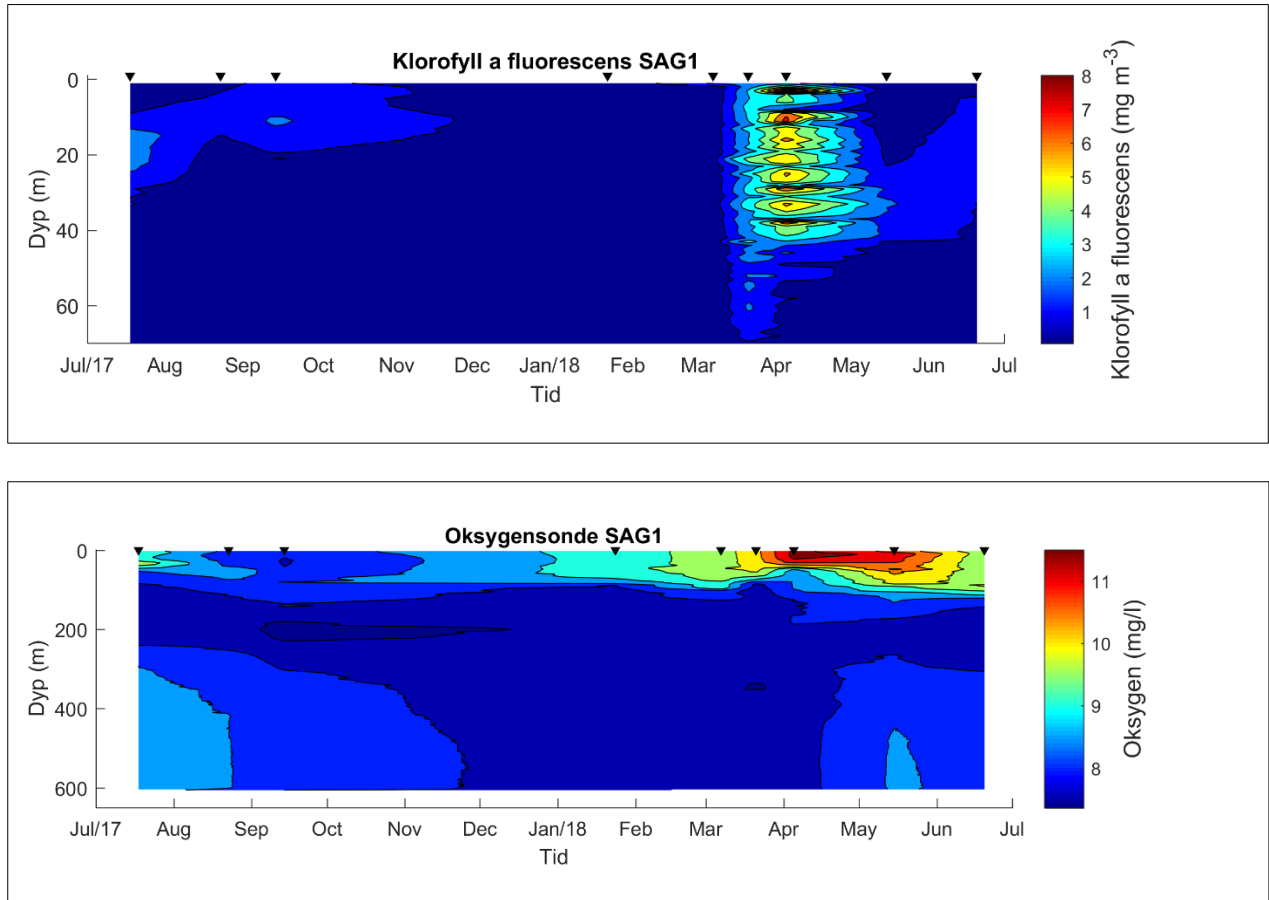 Klorofyll a fluorescens SAG1
0
20
40
60
Dyp (m)
Jul/17 Aug Sep Oct Nov Dec Jan/18 Feb Mar Apr May Jun Jul
Tid
8
7
6
5
4
3
2
1
Klorofyll a fluorescens (mg m⁻³)
Oksygensonde SAG1
0
200
400
600
Dyp (m)
Jul/17 Aug Sep Oct Nov Dec Jan/18 Feb Mar Apr May Jun Jul
Tid
11
10
9
8
Oksygen (mg/l)